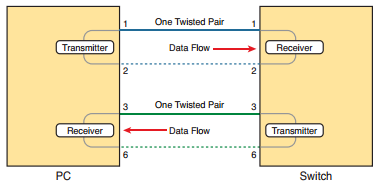 1 One Twisted Pair 1
Transmitter Data Flow Receiver
2 2
3 One Twisted Pair 3
Receiver Data Flow Transmitter
6 6
PC Switch